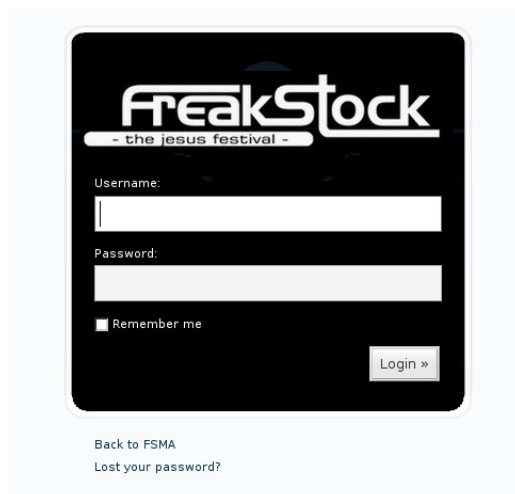 FreakStock
- the jesus festival -
Username:
Password:
Remember me
Login »
Back to FSMA
Lost your password?